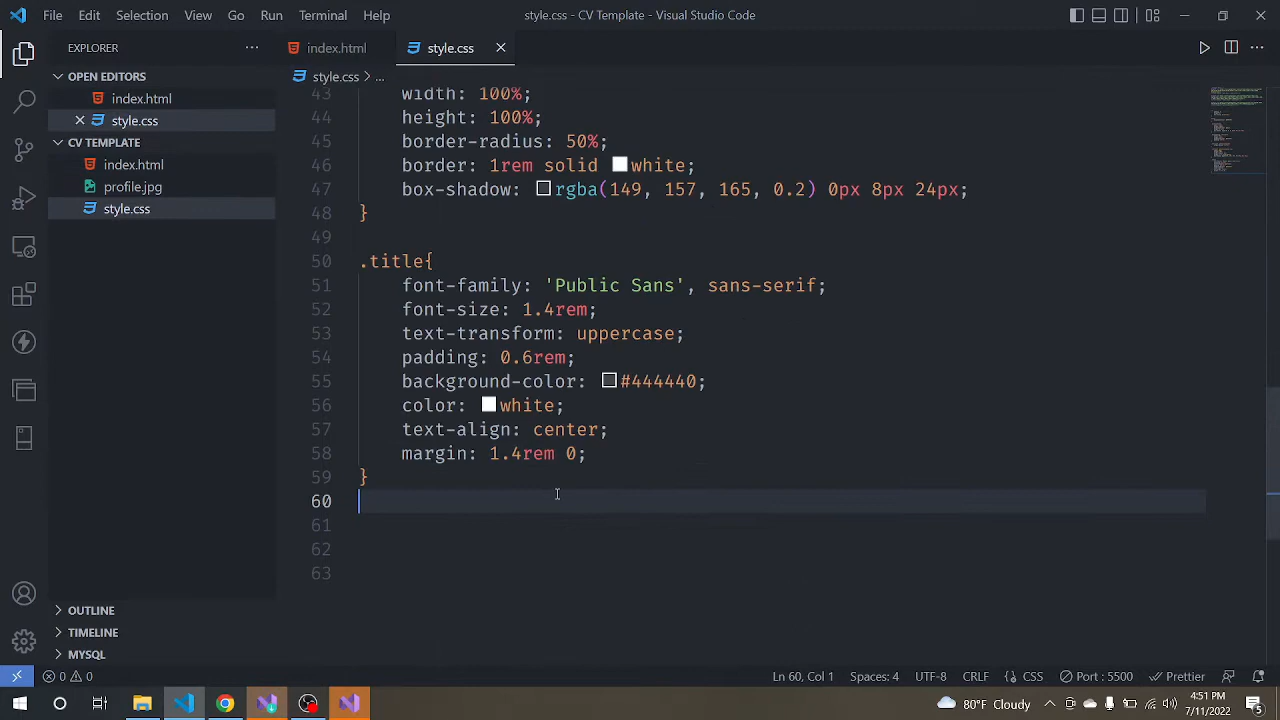 File Edit Selection View Go Run Terminal Help
style.css - CV Template - Visual Studio Code
EXPLORER
index.html
style.css
style.css > ...
OPEN EDITORS
index.html
style.css
CV TEMPLATE
index.html
profile.jpg
style.css
43 width: 100%;
44 height: 100%;
45 border-radius: 50%;
46 border: 1rem solid white;
47 box-shadow: rgba(149, 157, 165, 0.2) 0px 8px 24px;
48 }
49
50 .title{
51 font-family: 'Public Sans', sans-serif;
52 font-size: 1.4rem;
53 text-transform: uppercase;
54 padding: 0.6rem;
55 background-color: #444440;
56 color: white;
57 text-align: center;
58 margin: 1.4rem 0;
59 }
60
61
62
63
OUTLINE
TIMELINE
MYSQL
0 0
Ln 60, Col 1 Spaces: 4 UTF-8 CRLF {} CSS Port : 5500 Prettier
80°F
4:51 PM
7/11/2022
5